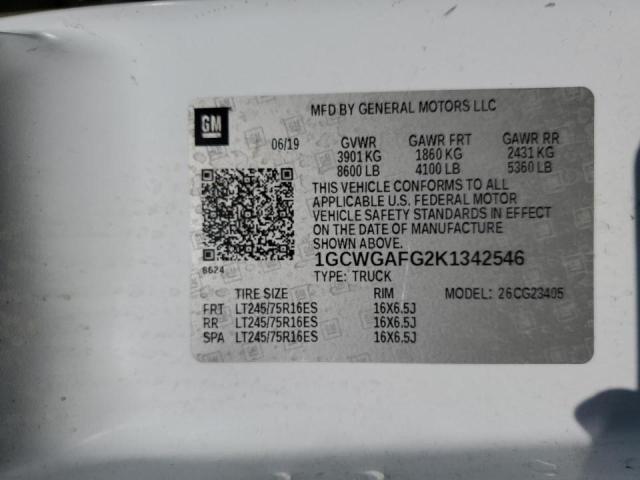 MFD BY GENERAL MOTORS LLC
GM
06/19 GVWR GAWR FRT GAWR RR
3901 KG 1860 KG 2431 KG
8600 LB 4100 LB 5360 LB
THIS VEHICLE CONFORMS TO ALL
APPLICABLE U.S. FEDERAL MOTOR
VEHICLE SAFETY STANDARDS IN EFFECT
ON THE DATE OF MANUFACTURE
SHOWN ABOVE.
8624
1GCWGAFG2K1342546
TYPE: TRUCK
TIRE SIZE RIM MODEL: 26CG23405
FRT LT245/75R16ES 16X6.5J
RR LT245/75R16ES 16X6.5J
SPA LT245/75R16ES 16X6.5J